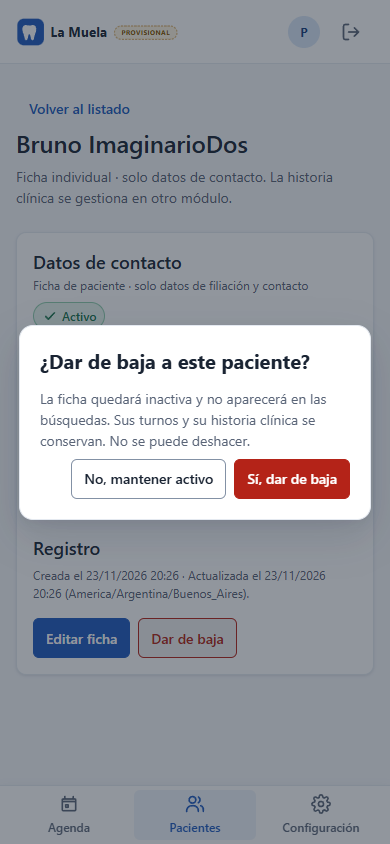 La Muela
PROVISIONAL
P
Volver al listado
Bruno ImaginarioDos
Ficha individual · solo datos de contacto. La historia
clínica se gestiona en otro módulo.
Datos de contacto
Ficha de paciente · solo datos de filiación y contacto
Activo
¿Dar de baja a este paciente?
La ficha quedará inactiva y no aparecerá en las
búsquedas. Sus turnos y su historia clínica se
conservan. No se puede deshacer.
No, mantener activo
Sí, dar de baja
Registro
Creada el 23/11/2026 20:26 · Actualizada el 23/11/2026
20:26 (America/Argentina/Buenos_Aires).
Editar ficha
Dar de baja
Agenda
Pacientes
Configuración